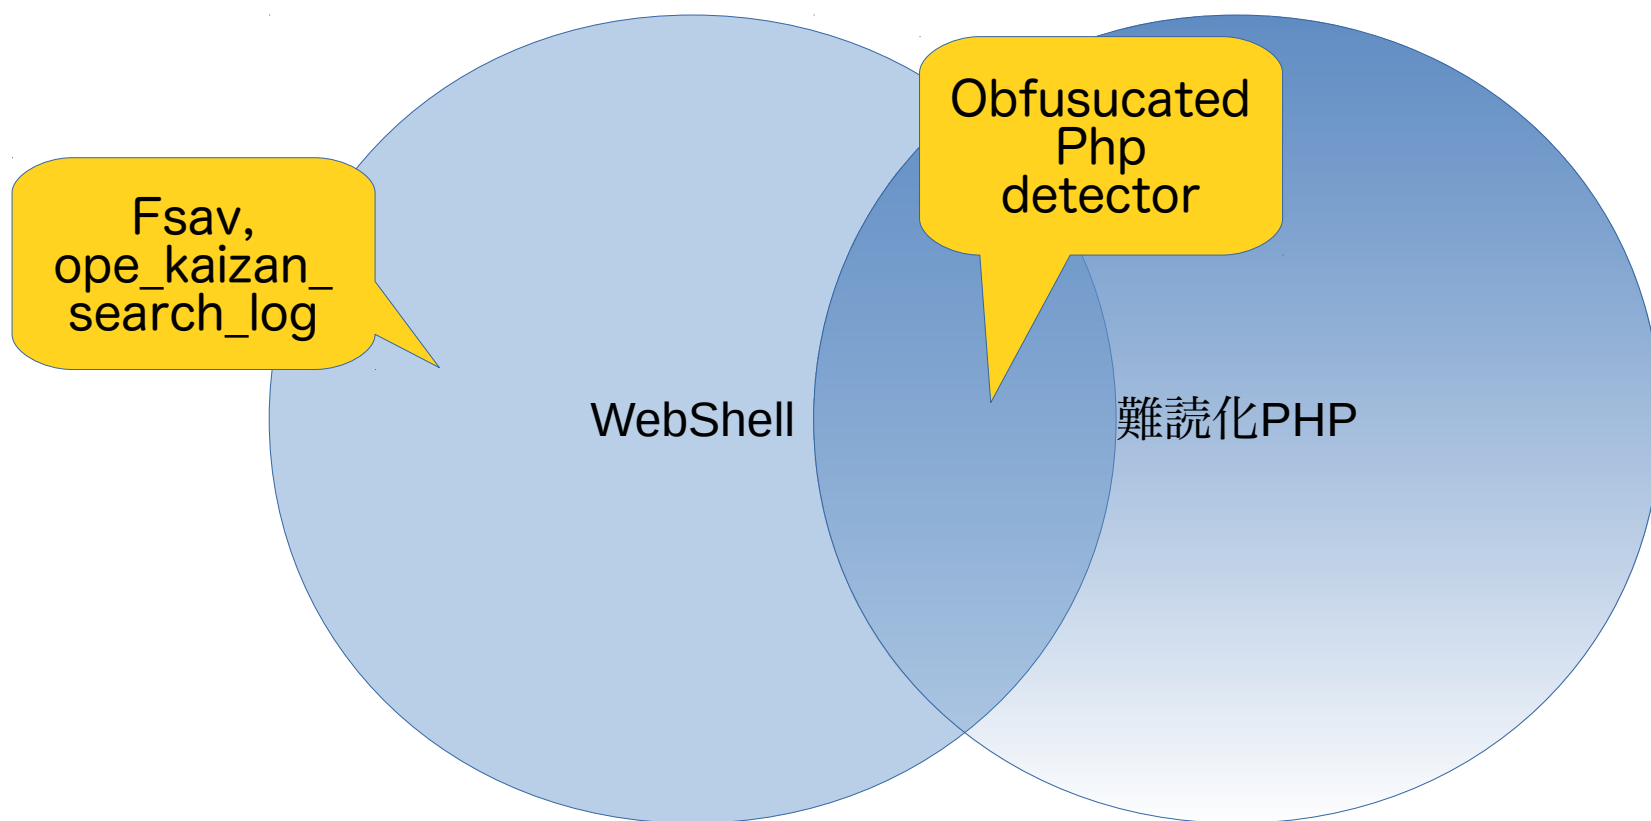 Fsav,
ope_kaizan_
search_log
Obfusucated
Php
detector
WebShell
難読化PHP